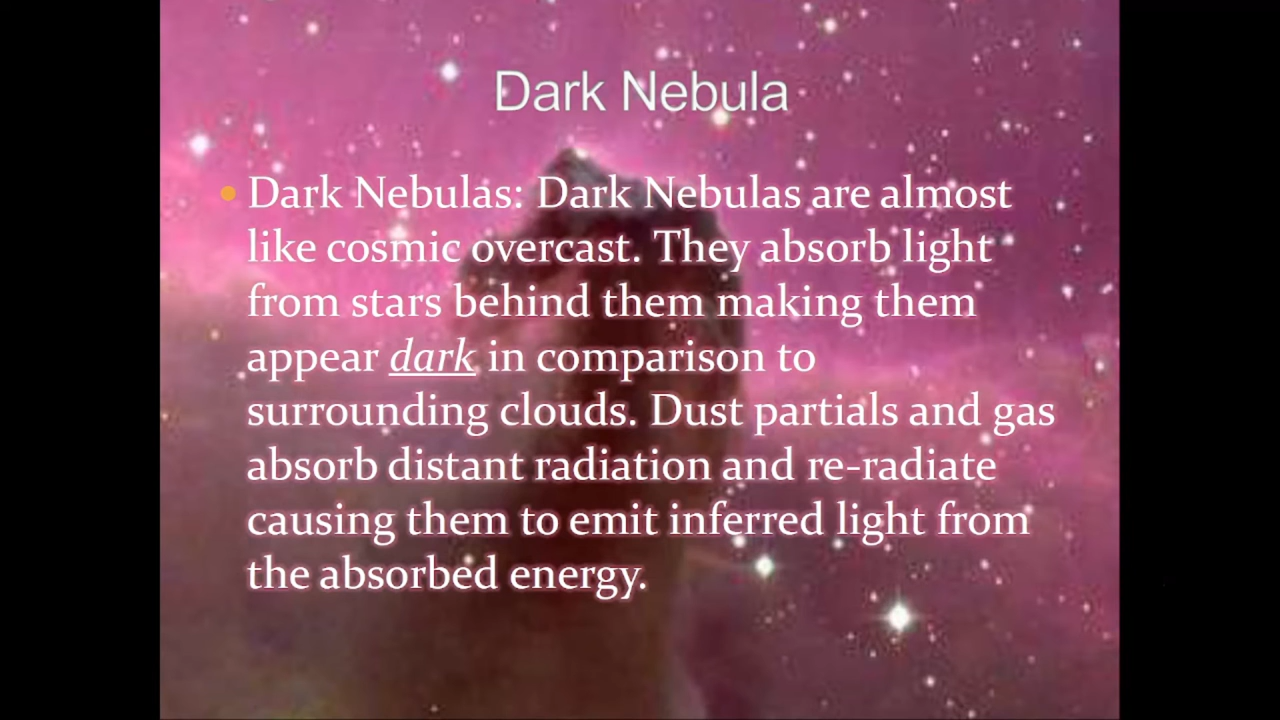 Dark Nebula
Dark Nebulas: Dark Nebulas are almost
like cosmic overcast. They absorb light
from stars behind them making them
appear dark in comparison to
surrounding clouds. Dust partials and gas
absorb distant radiation and re-radiate
causing them to emit inferred light from
the absorbed energy.